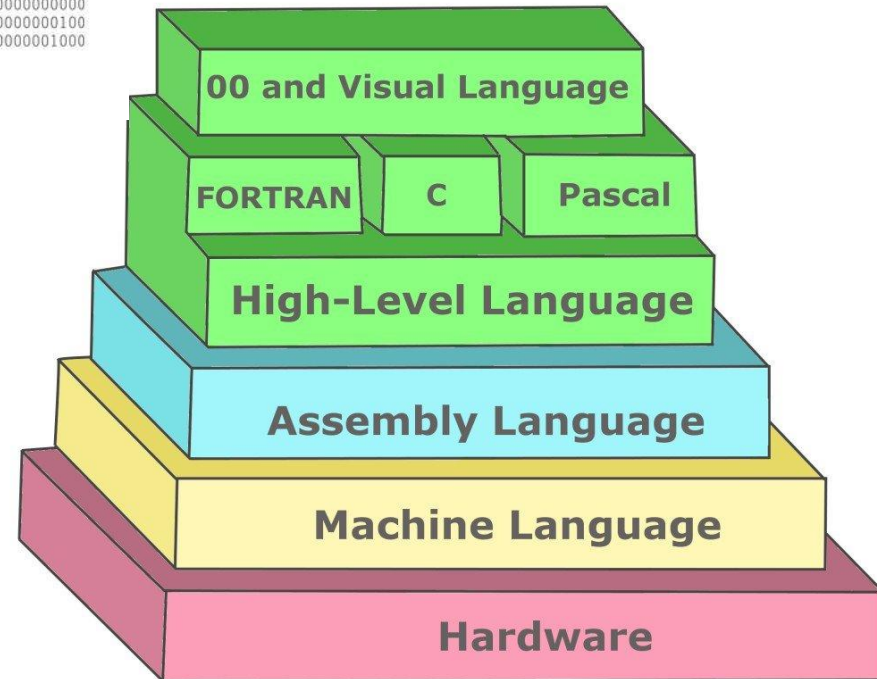 0000000000
0000000100
0000001000
00 and Visual Language
FORTRAN
C
Pascal
High-Level Language
Assembly Language
Machine Language
Hardware